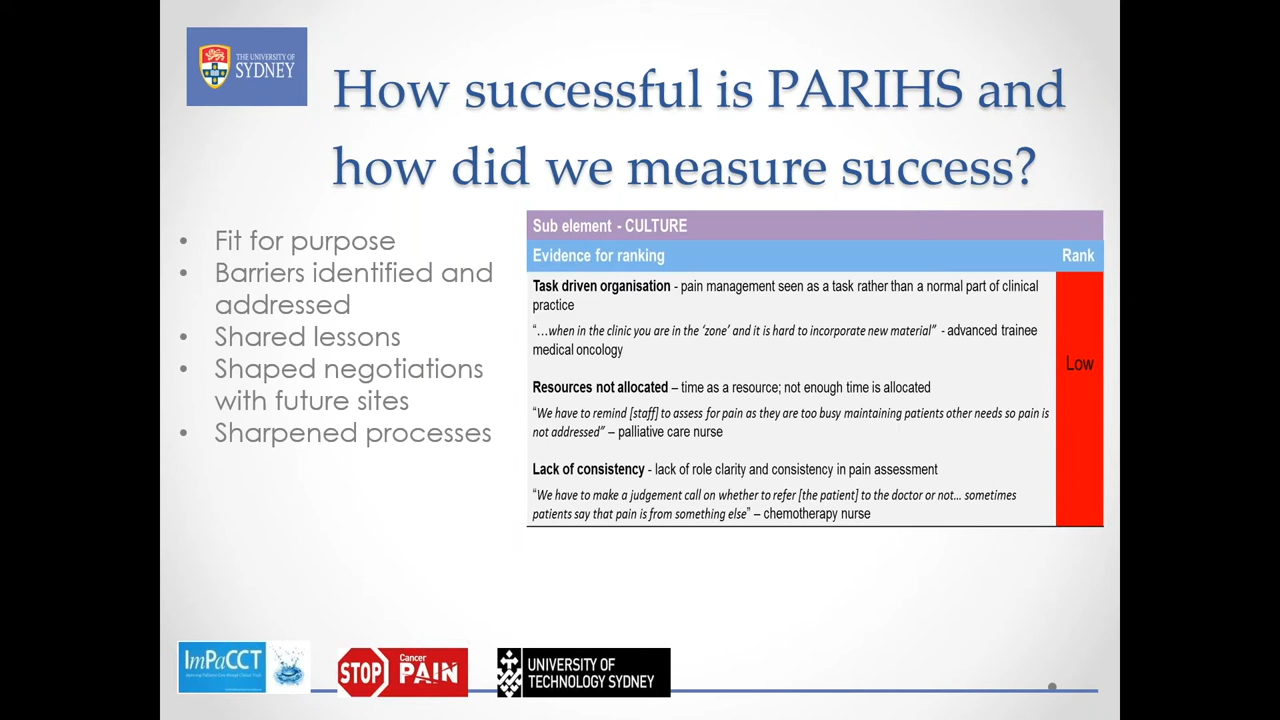 THE UNIVERSITY OF
SYDNEY
How successful is PARIHS and
how did we measure success?
• Fit for purpose
• Barriers identified and
addressed
• Shared lessons
• Shaped negotiations
with future sites
• Sharpened processes
Sub element - CULTURE
Evidence for ranking Rank
Task driven organisation - pain management seen as a task rather than a normal part of clinical
practice
“…when in the clinic you are in the ‘zone’ and it is hard to incorporate new material” - advanced trainee
medical oncology
Low
Resources not allocated – time as a resource; not enough time is allocated
“We have to remind [staff] to assess for pain as they are too busy maintaining patients other needs so pain is
not addressed” – palliative care nurse
Lack of consistency - lack of role clarity and consistency in pain assessment
“We have to make a judgement call on whether to refer [the patient] to the doctor or not… sometimes
patients say that pain is from something else” – chemotherapy nurse
ImPaCCT
STOP
Cancer
PAIN
UNIVERSITY OF
TECHNOLOGY SYDNEY